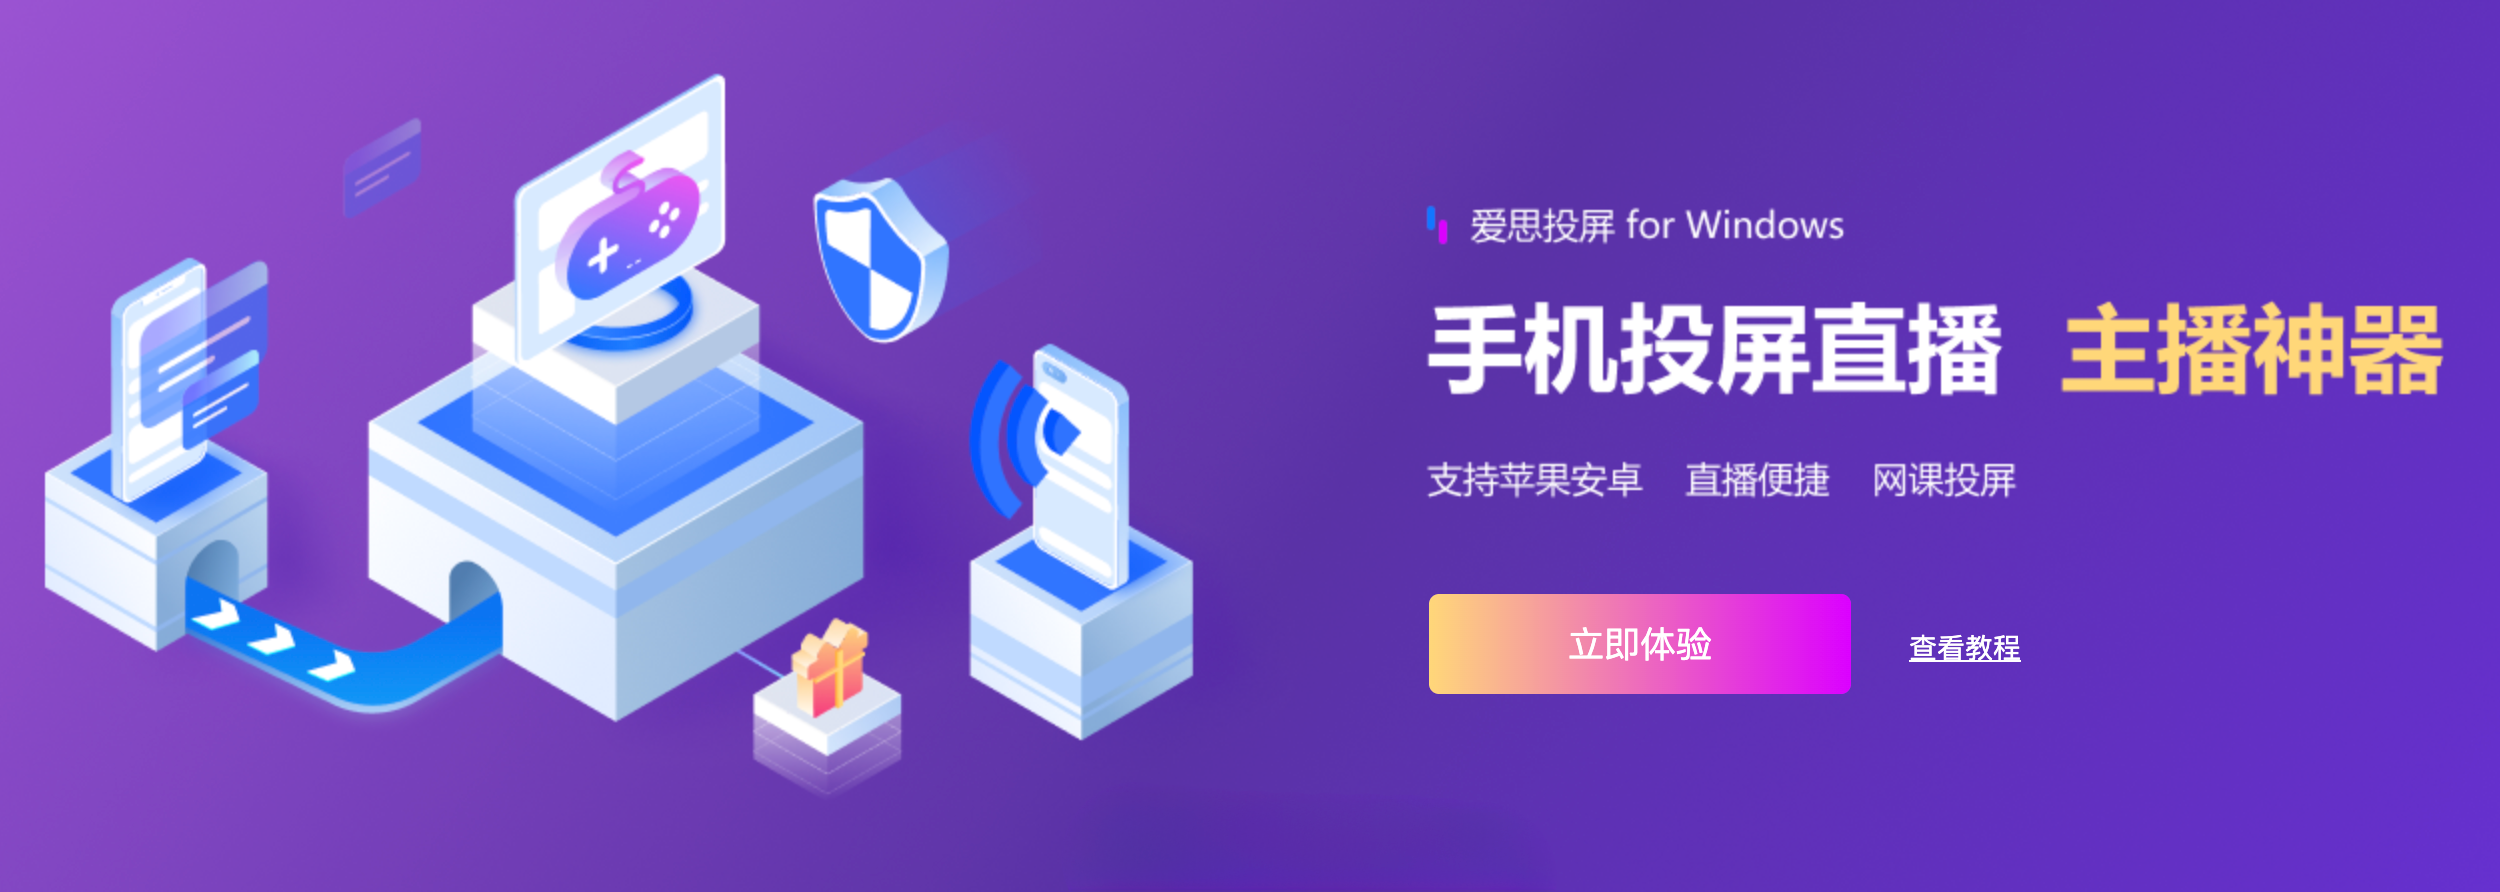 爱思投屏 for Windows
手机投屏直播 主播神器
支持苹果安卓 直播便捷 网课投屏
立即体验 查看教程